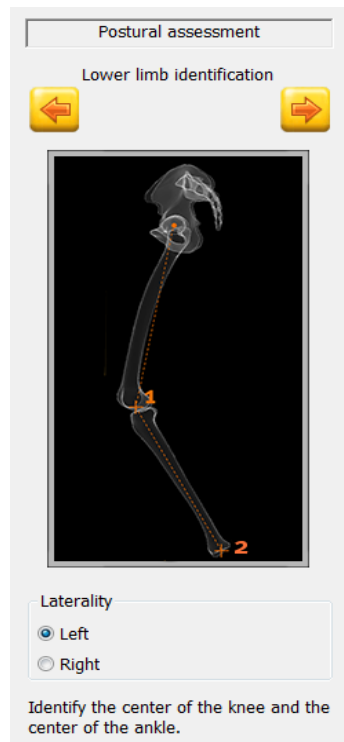 Postural assessment
Lower limb identification
1
2
Laterality
Left
Right
Identify the center of the knee and the
center of the ankle.